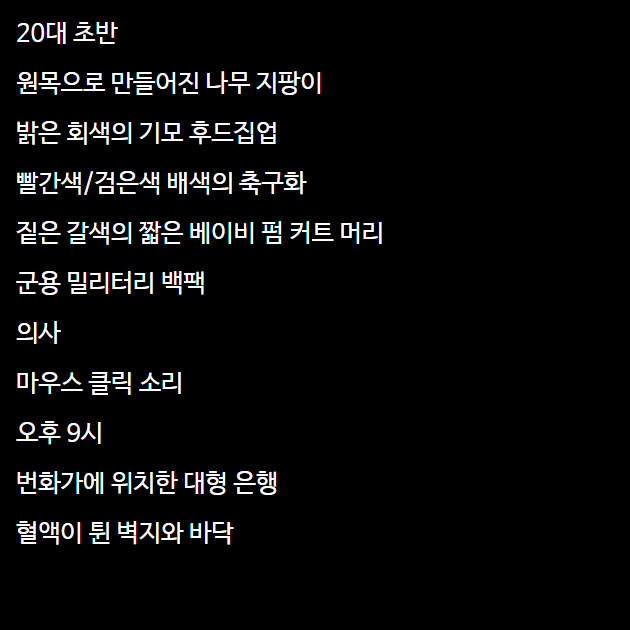 20대 초반
원목으로 만들어진 나무 지팡이
밝은 회색의 기모 후드집업
빨간색/검은색 배색의 축구화
짙은 갈색의 짧은 베이비 펌 커트 머리
군용 밀리터리 백팩
의사
마우스 클릭 소리
오후 9시
번화가에 위치한 대형 은행
혈액이 튄 벽지와 바닥